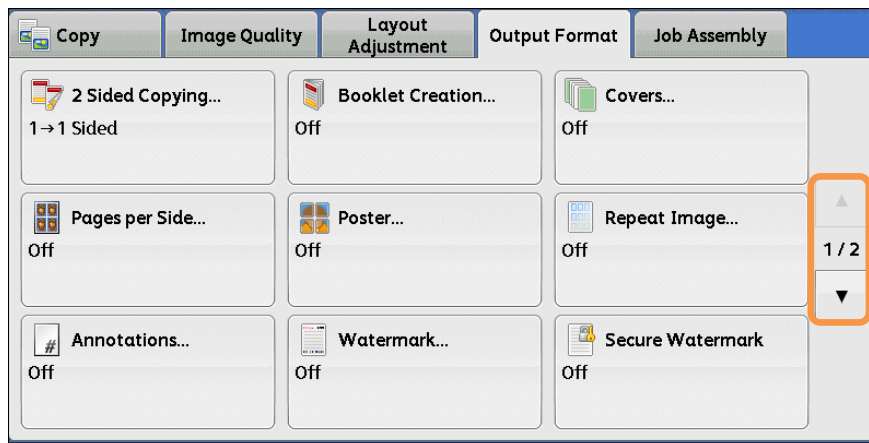 Copy
Image Quality
Layout
Adjustment
Output Format
Job Assembly
2 Sided Copying...
1→1 Sided
Booklet Creation...
Off
Covers...
Off
Pages per Side...
Off
Poster...
Off
Repeat Image...
Off
1 / 2
Annotations...
Off
Watermark...
Off
Secure Watermark
Off